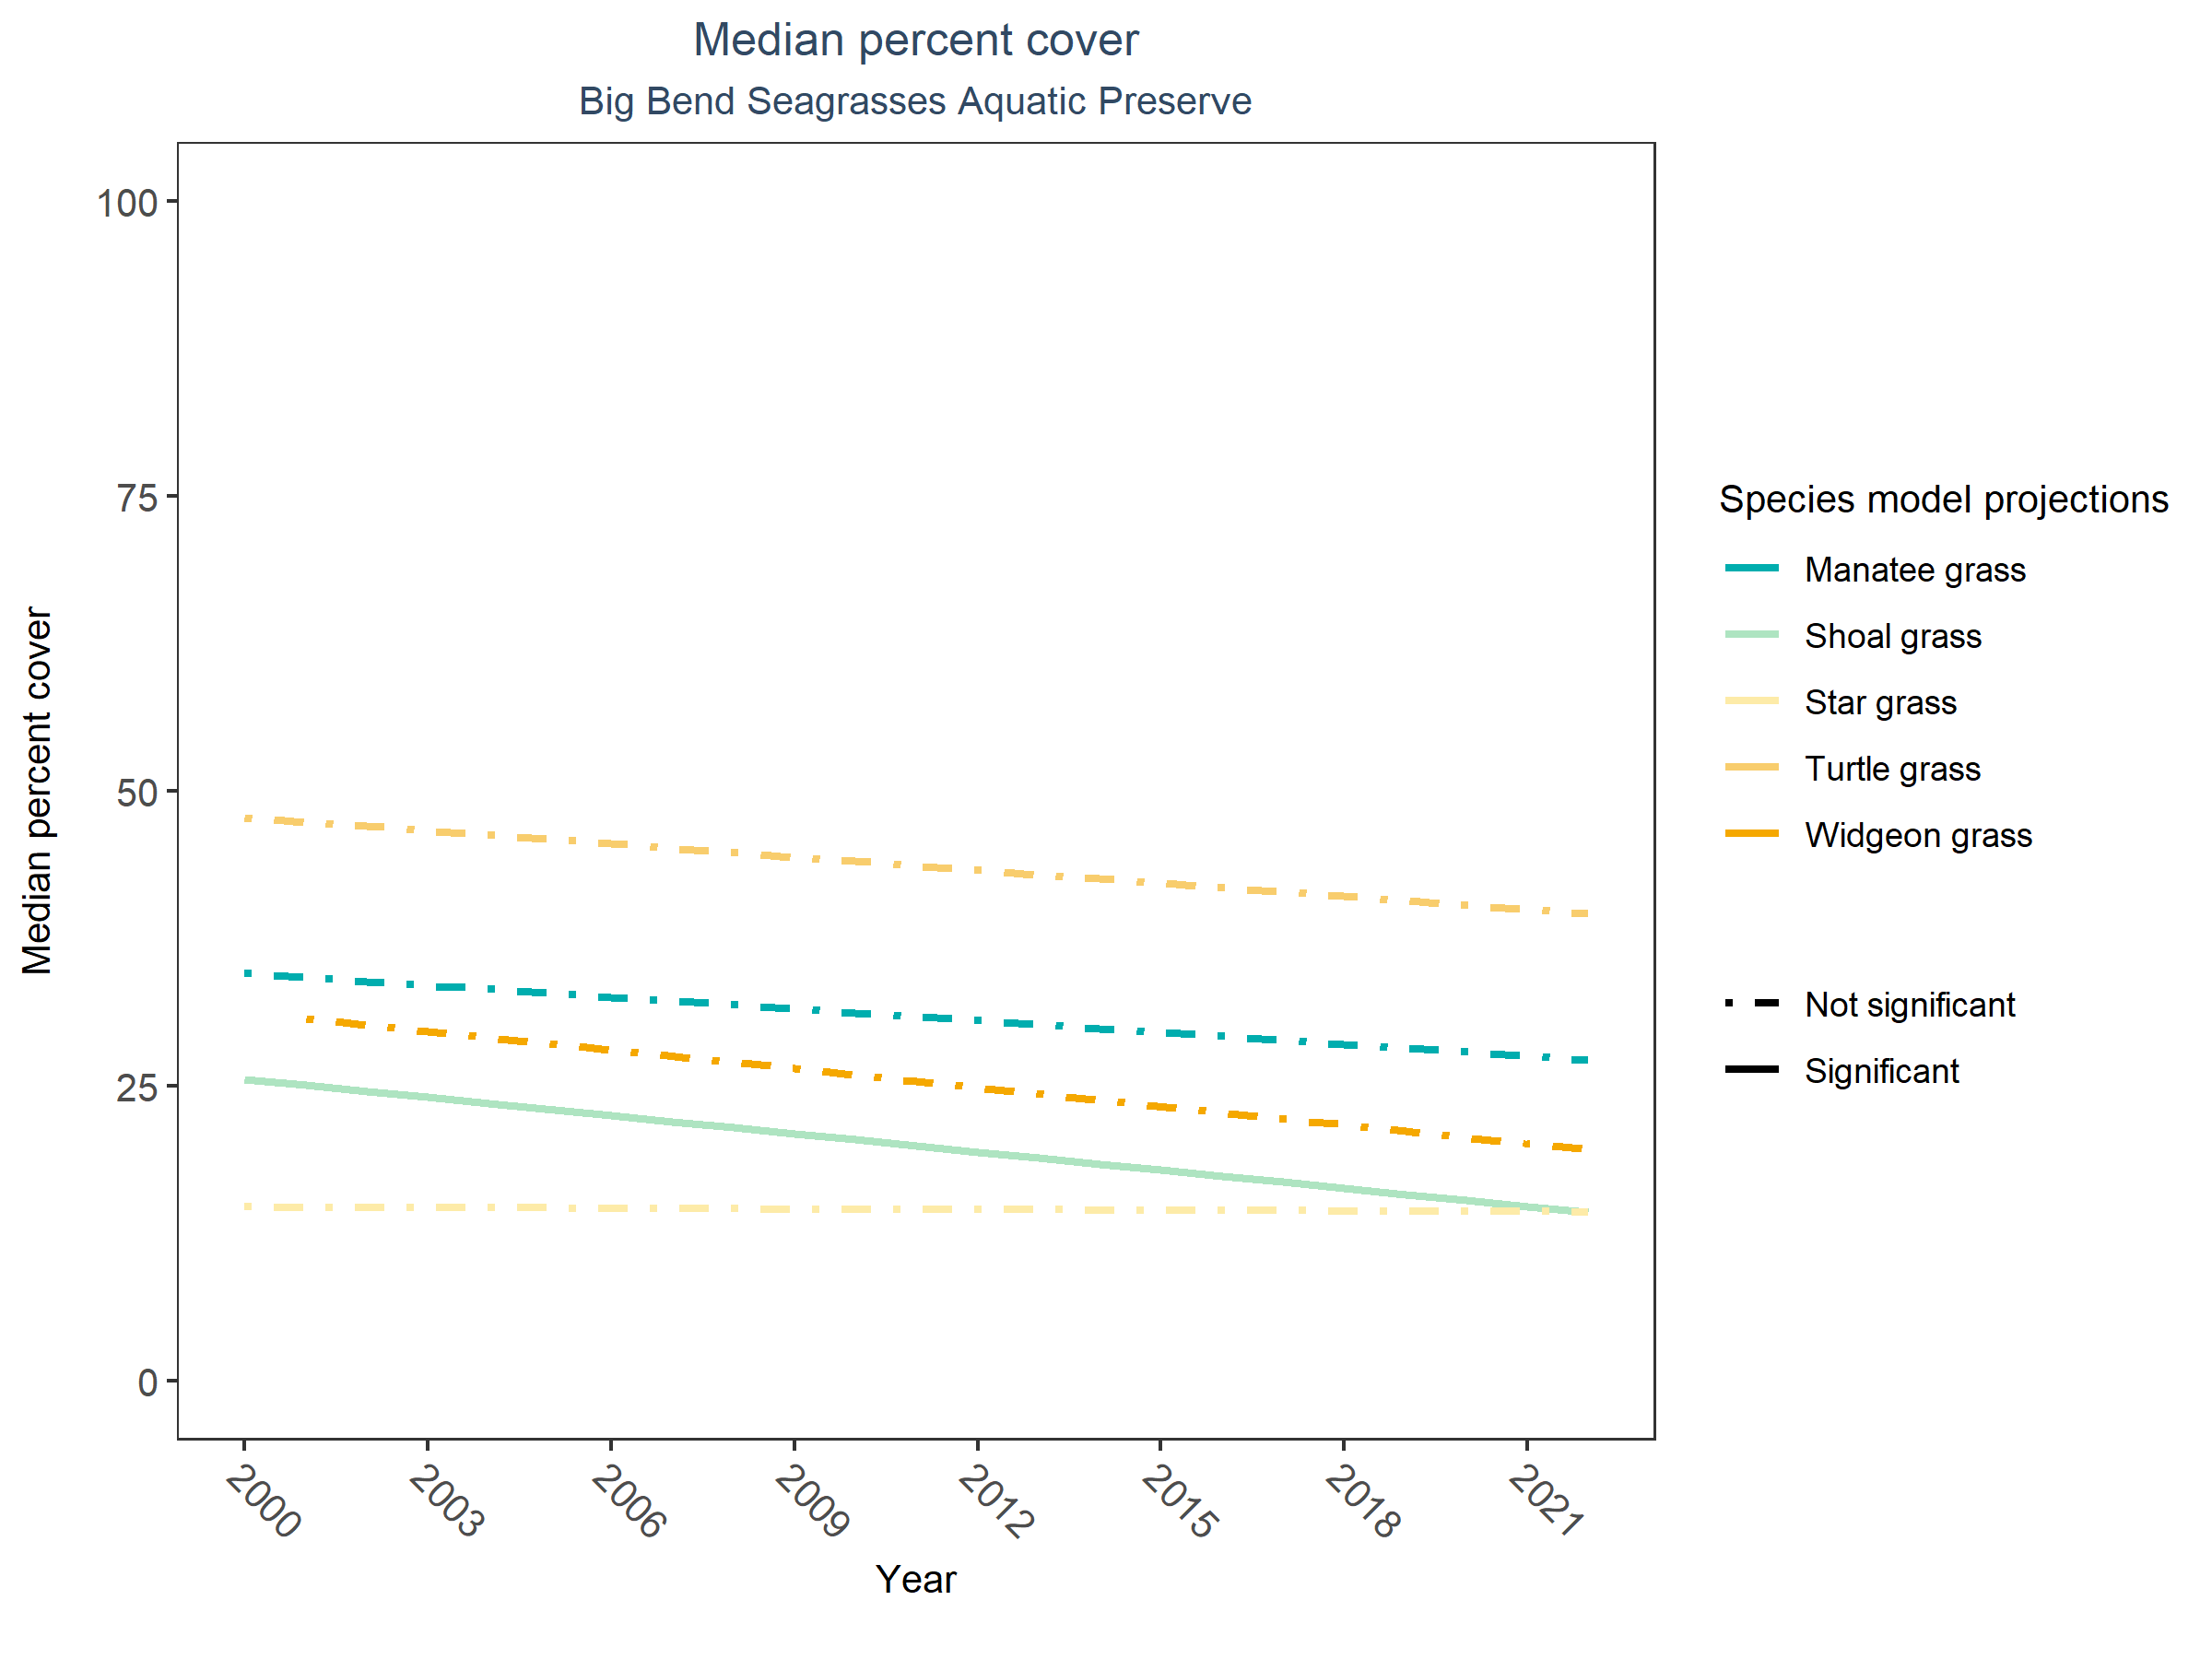 Median percent cover
Big Bend Seagrasses Aquatic Preserve
Median percent cover
100
75
50
25
0
2000
2003
2006
2009
2012
2015
2018
2021
Year
Species model projections
Manatee grass
Shoal grass
Star grass
Turtle grass
Widgeon grass
Not significant
Significant